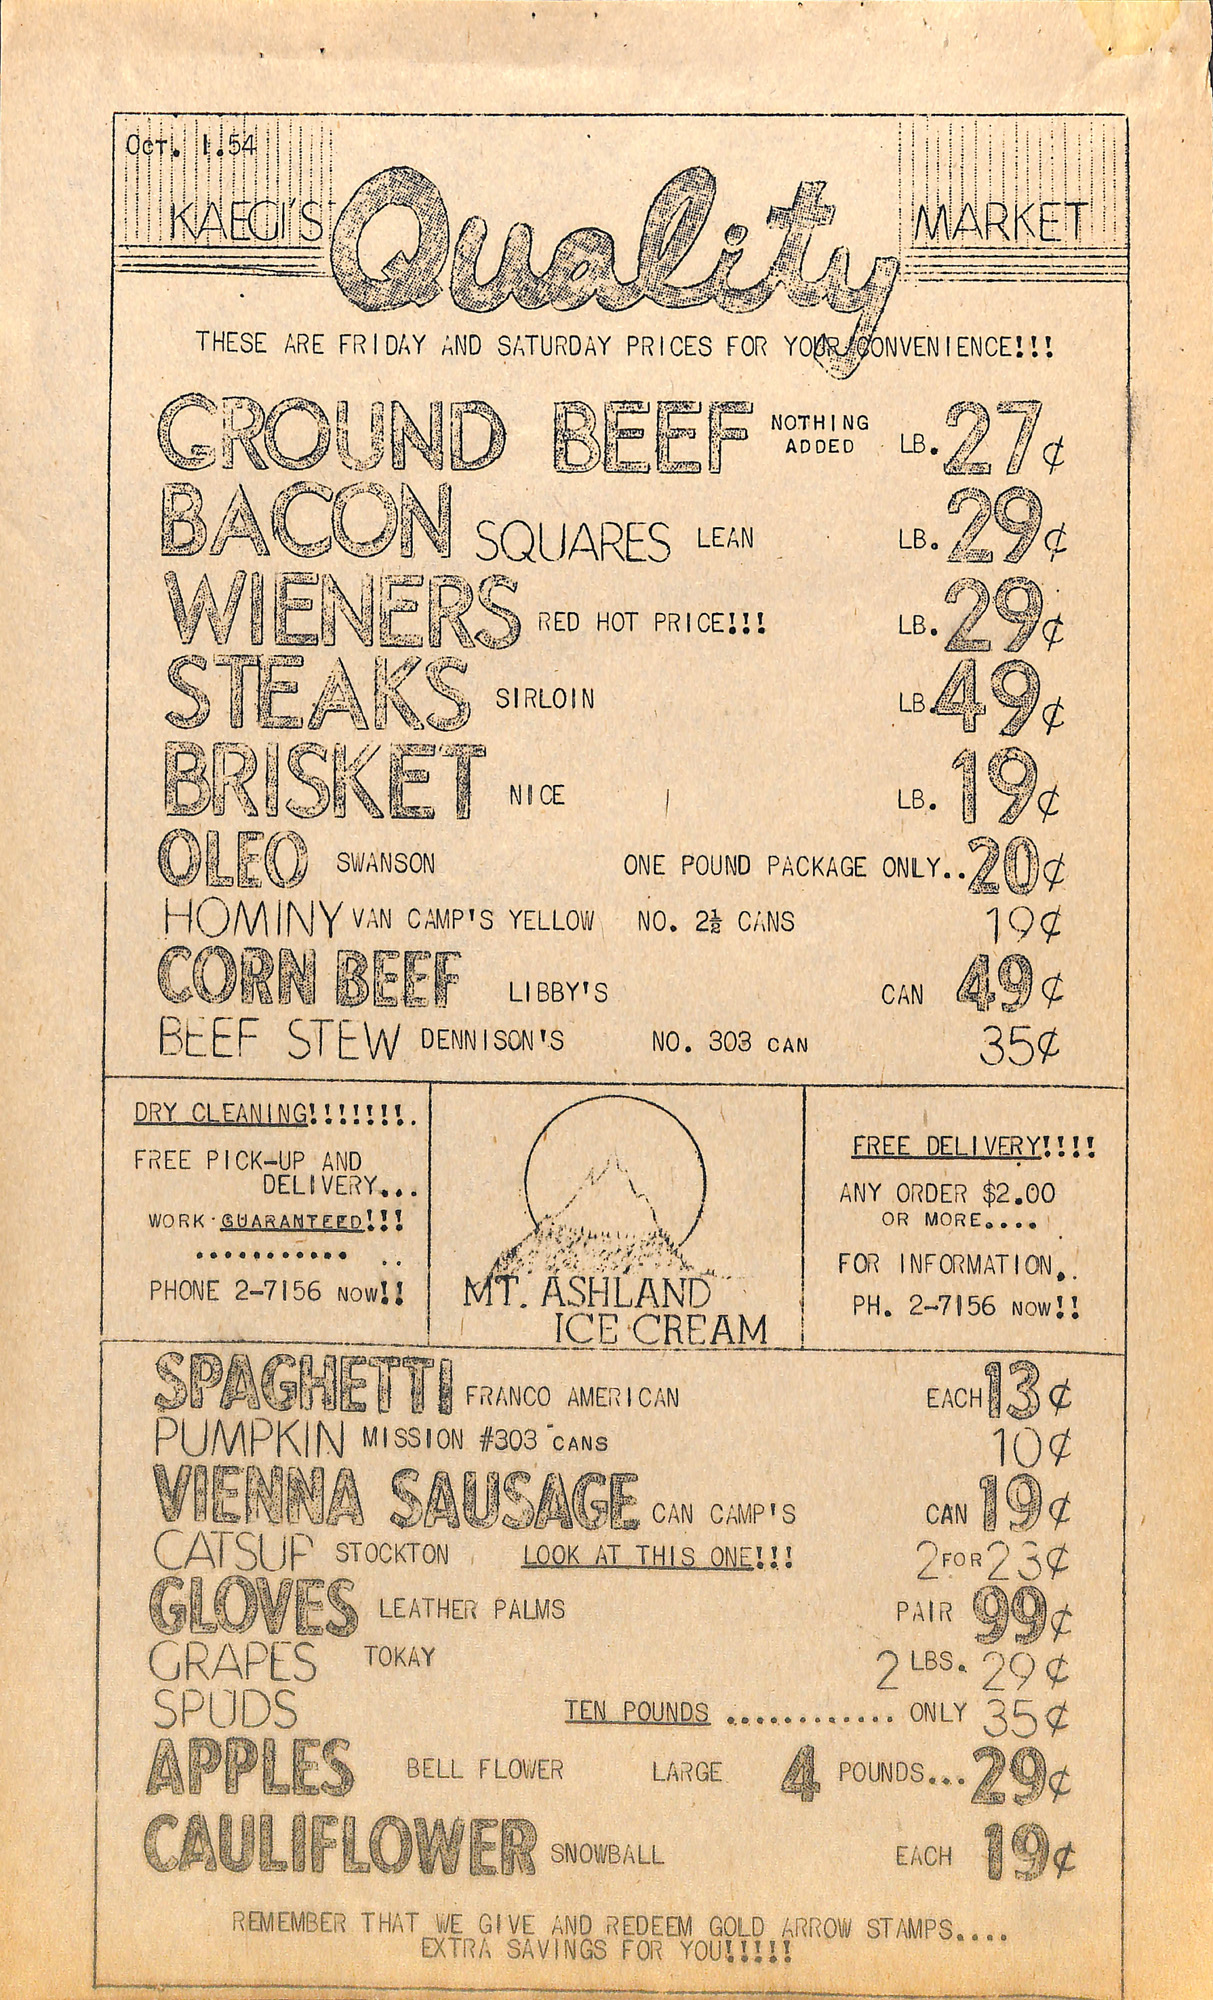 Oct. 1.54
KAEGI'S Quality MARKET
THESE ARE FRIDAY AND SATURDAY PRICES FOR YOUR CONVENIENCE!!!
GROUND BEEF NOTHING ADDED LB. 27¢
BACON SQUARES LEAN LB. 29¢
WIENERS RED HOT PRICE!!! LB. 29¢
STEAKS SIRLOIN LB. 49¢
BRISKET NICE LB. 19¢
OLEO SWANSON ONE POUND PACKAGE ONLY.. 20¢
HOMINY VAN CAMP'S YELLOW NO. 2½ CANS 19¢
CORN BEEF LIBBY'S CAN 49¢
BEEF STEW DENNISON'S NO. 303 CAN 35¢
DRY CLEANING!!!!!!!.
FREE PICK-UP AND
DELIVERY...
WORK GUARANTEED!!!
...........
PHONE 2-7156 NOW!!
MT. ASHLAND
ICE CREAM
FREE DELIVERY!!!!
ANY ORDER $2.00
OR MORE....
FOR INFORMATION..
PH. 2-7156 NOW!!
SPAGHETTI FRANCO AMERICAN EACH 13¢
PUMPKIN MISSION #303 CANS 10¢
VIENNA SAUSAGE CAN CAMP'S CAN 19¢
CATSUP STOCKTON LOOK AT THIS ONE!!! 2 FOR 23¢
GLOVES LEATHER PALMS PAIR 99¢
GRAPES TOKAY 2 LBS. 29¢
SPUDS TEN POUNDS ............ ONLY 35¢
APPLES BELL FLOWER LARGE 4 POUNDS... 29¢
CAULIFLOWER SNOWBALL EACH 19¢
REMEMBER THAT WE GIVE AND REDEEM GOLD ARROW STAMPS....
EXTRA SAVINGS FOR YOU!!!!!